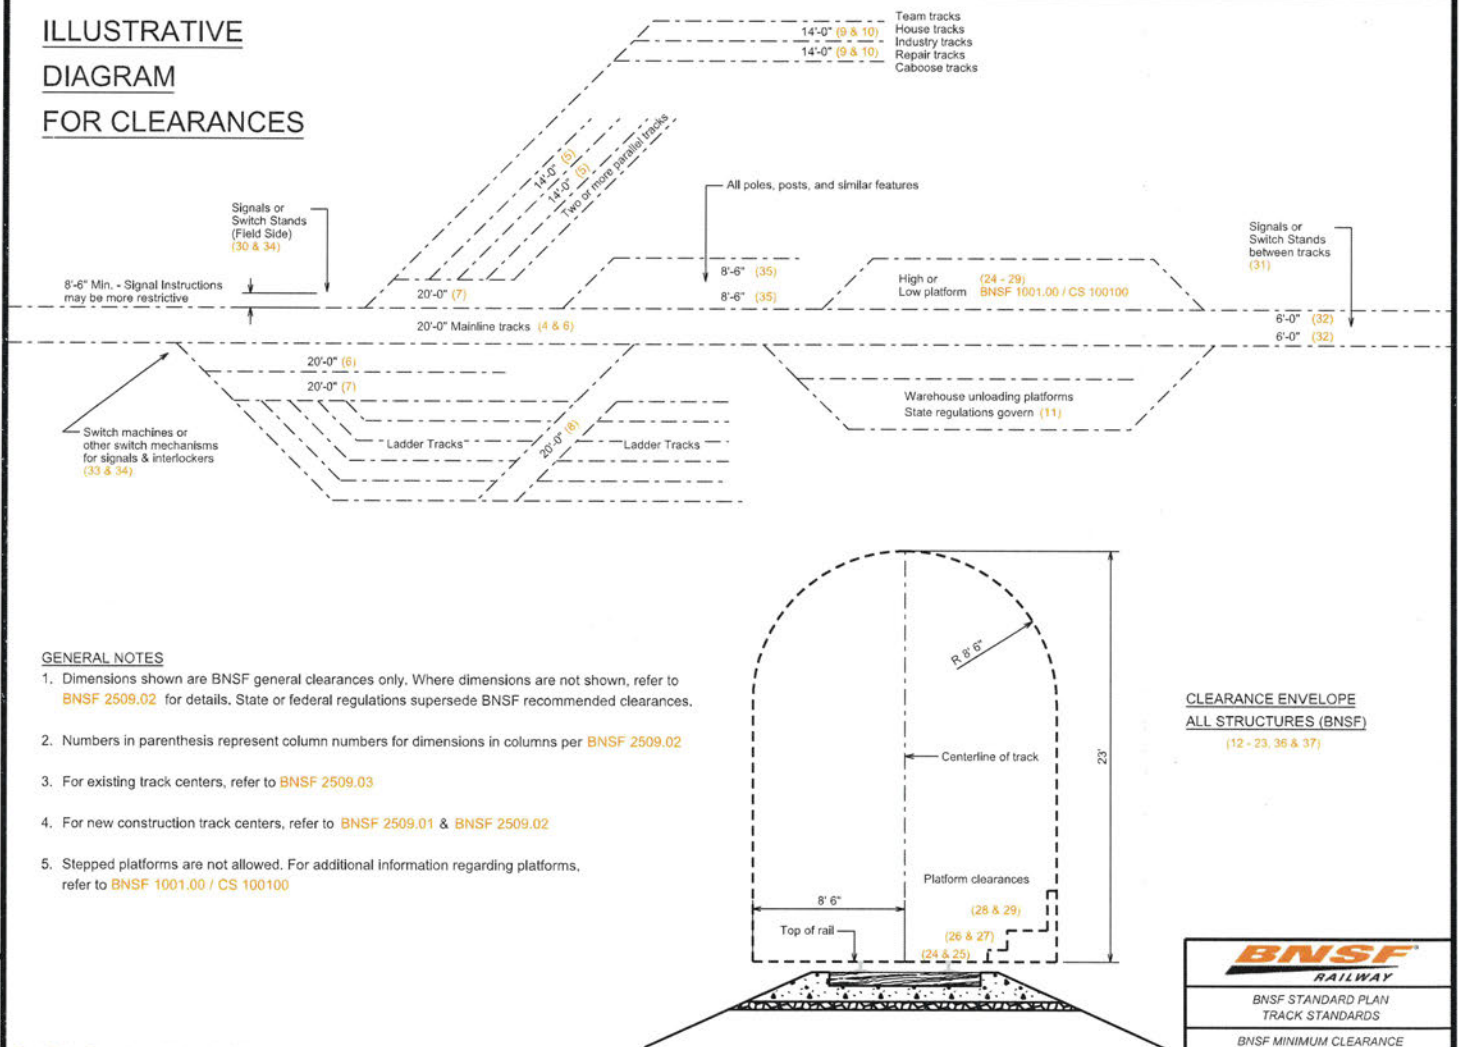 ILLUSTRATIVE
DIAGRAM
FOR CLEARANCES
Team tracks
House tracks
Industry tracks
Repair tracks
Caboose tracks
14'-0" (9 & 10)
14'-0" (9 & 10)
14'-0" (5)
14'-0" (5)
Two or more parallel tracks
All poles, posts, and similar features
Signals or
Switch Stands
(Field Side)
(30 & 34)
8'-6" Min. - Signal Instructions
may be more restrictive
20'-0" (7)
8'-6" (35)
8'-6" (35)
High or (24 - 29)
Low platform BNSF 1001.00 / CS 100100
Signals or
Switch Stands
between tracks
(31)
20'-0" Mainline tracks (4 & 6)
6'-0" (32)
6'-0" (32)
20'-0" (6)
20'-0" (7)
Switch machines or
other switch mechanisms
for signals & interlockers
(33 & 34)
Ladder Tracks
20'-0" (8)
Ladder Tracks
Warehouse unloading platforms
State regulations govern (11)
GENERAL NOTES
1. Dimensions shown are BNSF general clearances only. Where dimensions are not shown, refer to
BNSF 2509.02 for details. State or federal regulations supersede BNSF recommended clearances.
2. Numbers in parenthesis represent column numbers for dimensions in columns per BNSF 2509.02
3. For existing track centers, refer to BNSF 2509.03
4. For new construction track centers, refer to BNSF 2509.01 & BNSF 2509.02
5. Stepped platforms are not allowed. For additional information regarding platforms,
refer to BNSF 1001.00 / CS 100100
R 8' 6"
Centerline of track
23'
8' 6"
Top of rail
Platform clearances
(28 & 29)
(26 & 27)
(24 & 25)
CLEARANCE ENVELOPE
ALL STRUCTURES (BNSF)
(12 - 23, 36 & 37)
BNSF
RAILWAY
BNSF STANDARD PLAN
TRACK STANDARDS
BNSF MINIMUM CLEARANCE